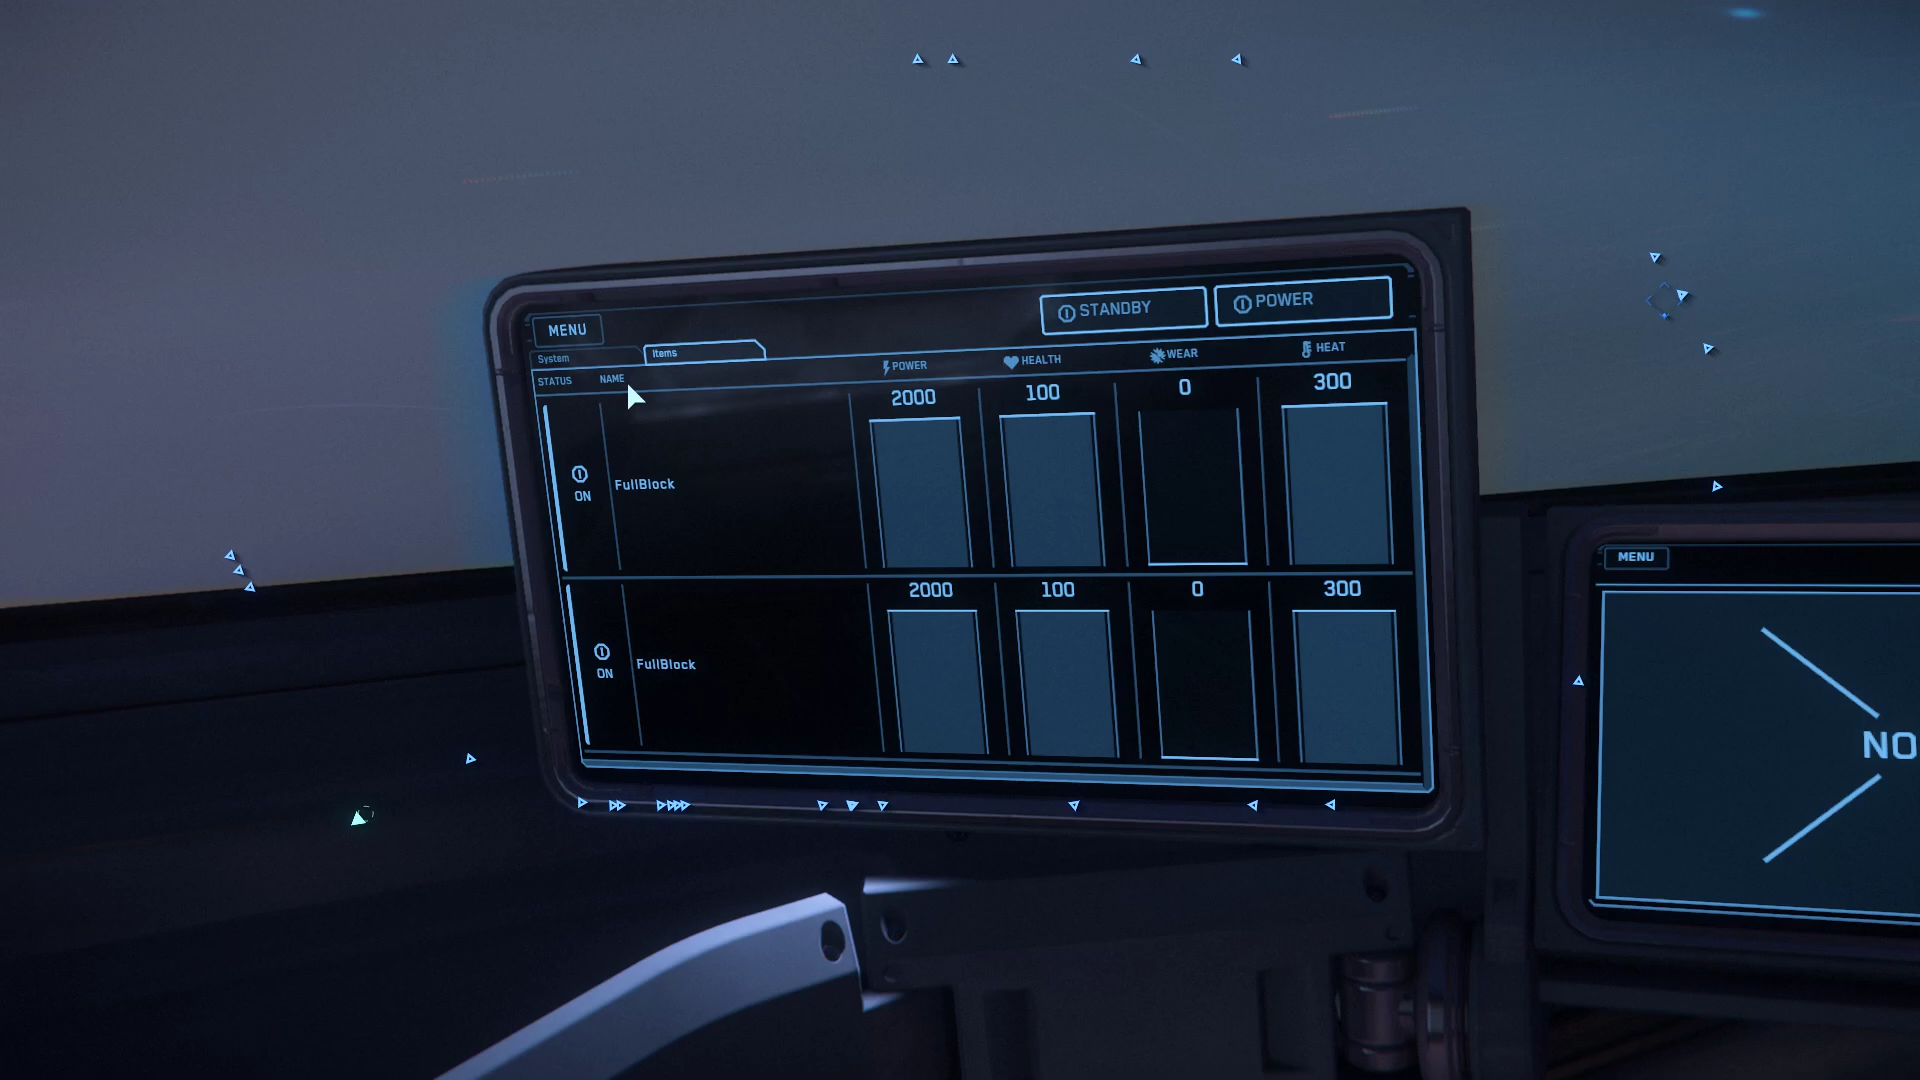 STANDBY POWER
MENU
System Items
STATUS NAME POWER HEALTH WEAR HEAT
2000 100 0 300
FullBlock
ON
2000 100 0 300
FullBlock
ON
MENU
NO